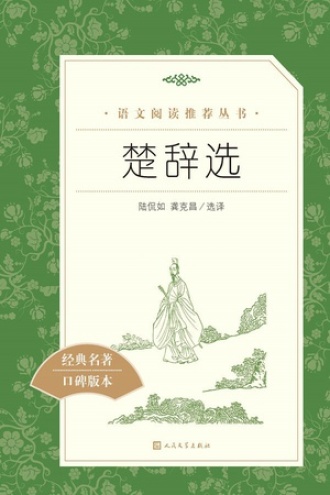 语文阅读推荐丛书
楚辞选
陆侃如 龚克昌/选译
经典名著
口碑版本
人民文学出版社